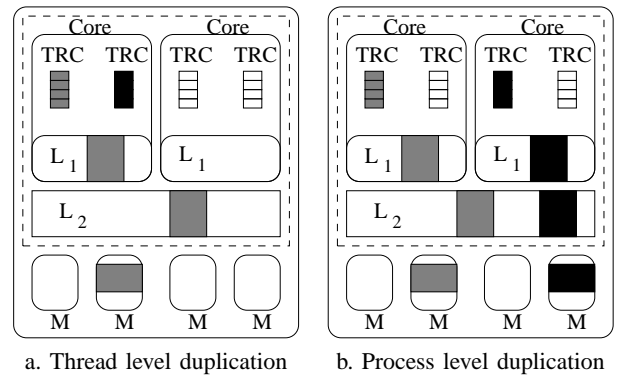 Core Core
TRC TRC TRC TRC
L1 L1
L2
M M M M
a. Thread level duplication
Core Core
TRC TRC TRC TRC
L1 L1
L2
M M M M
b. Process level duplication